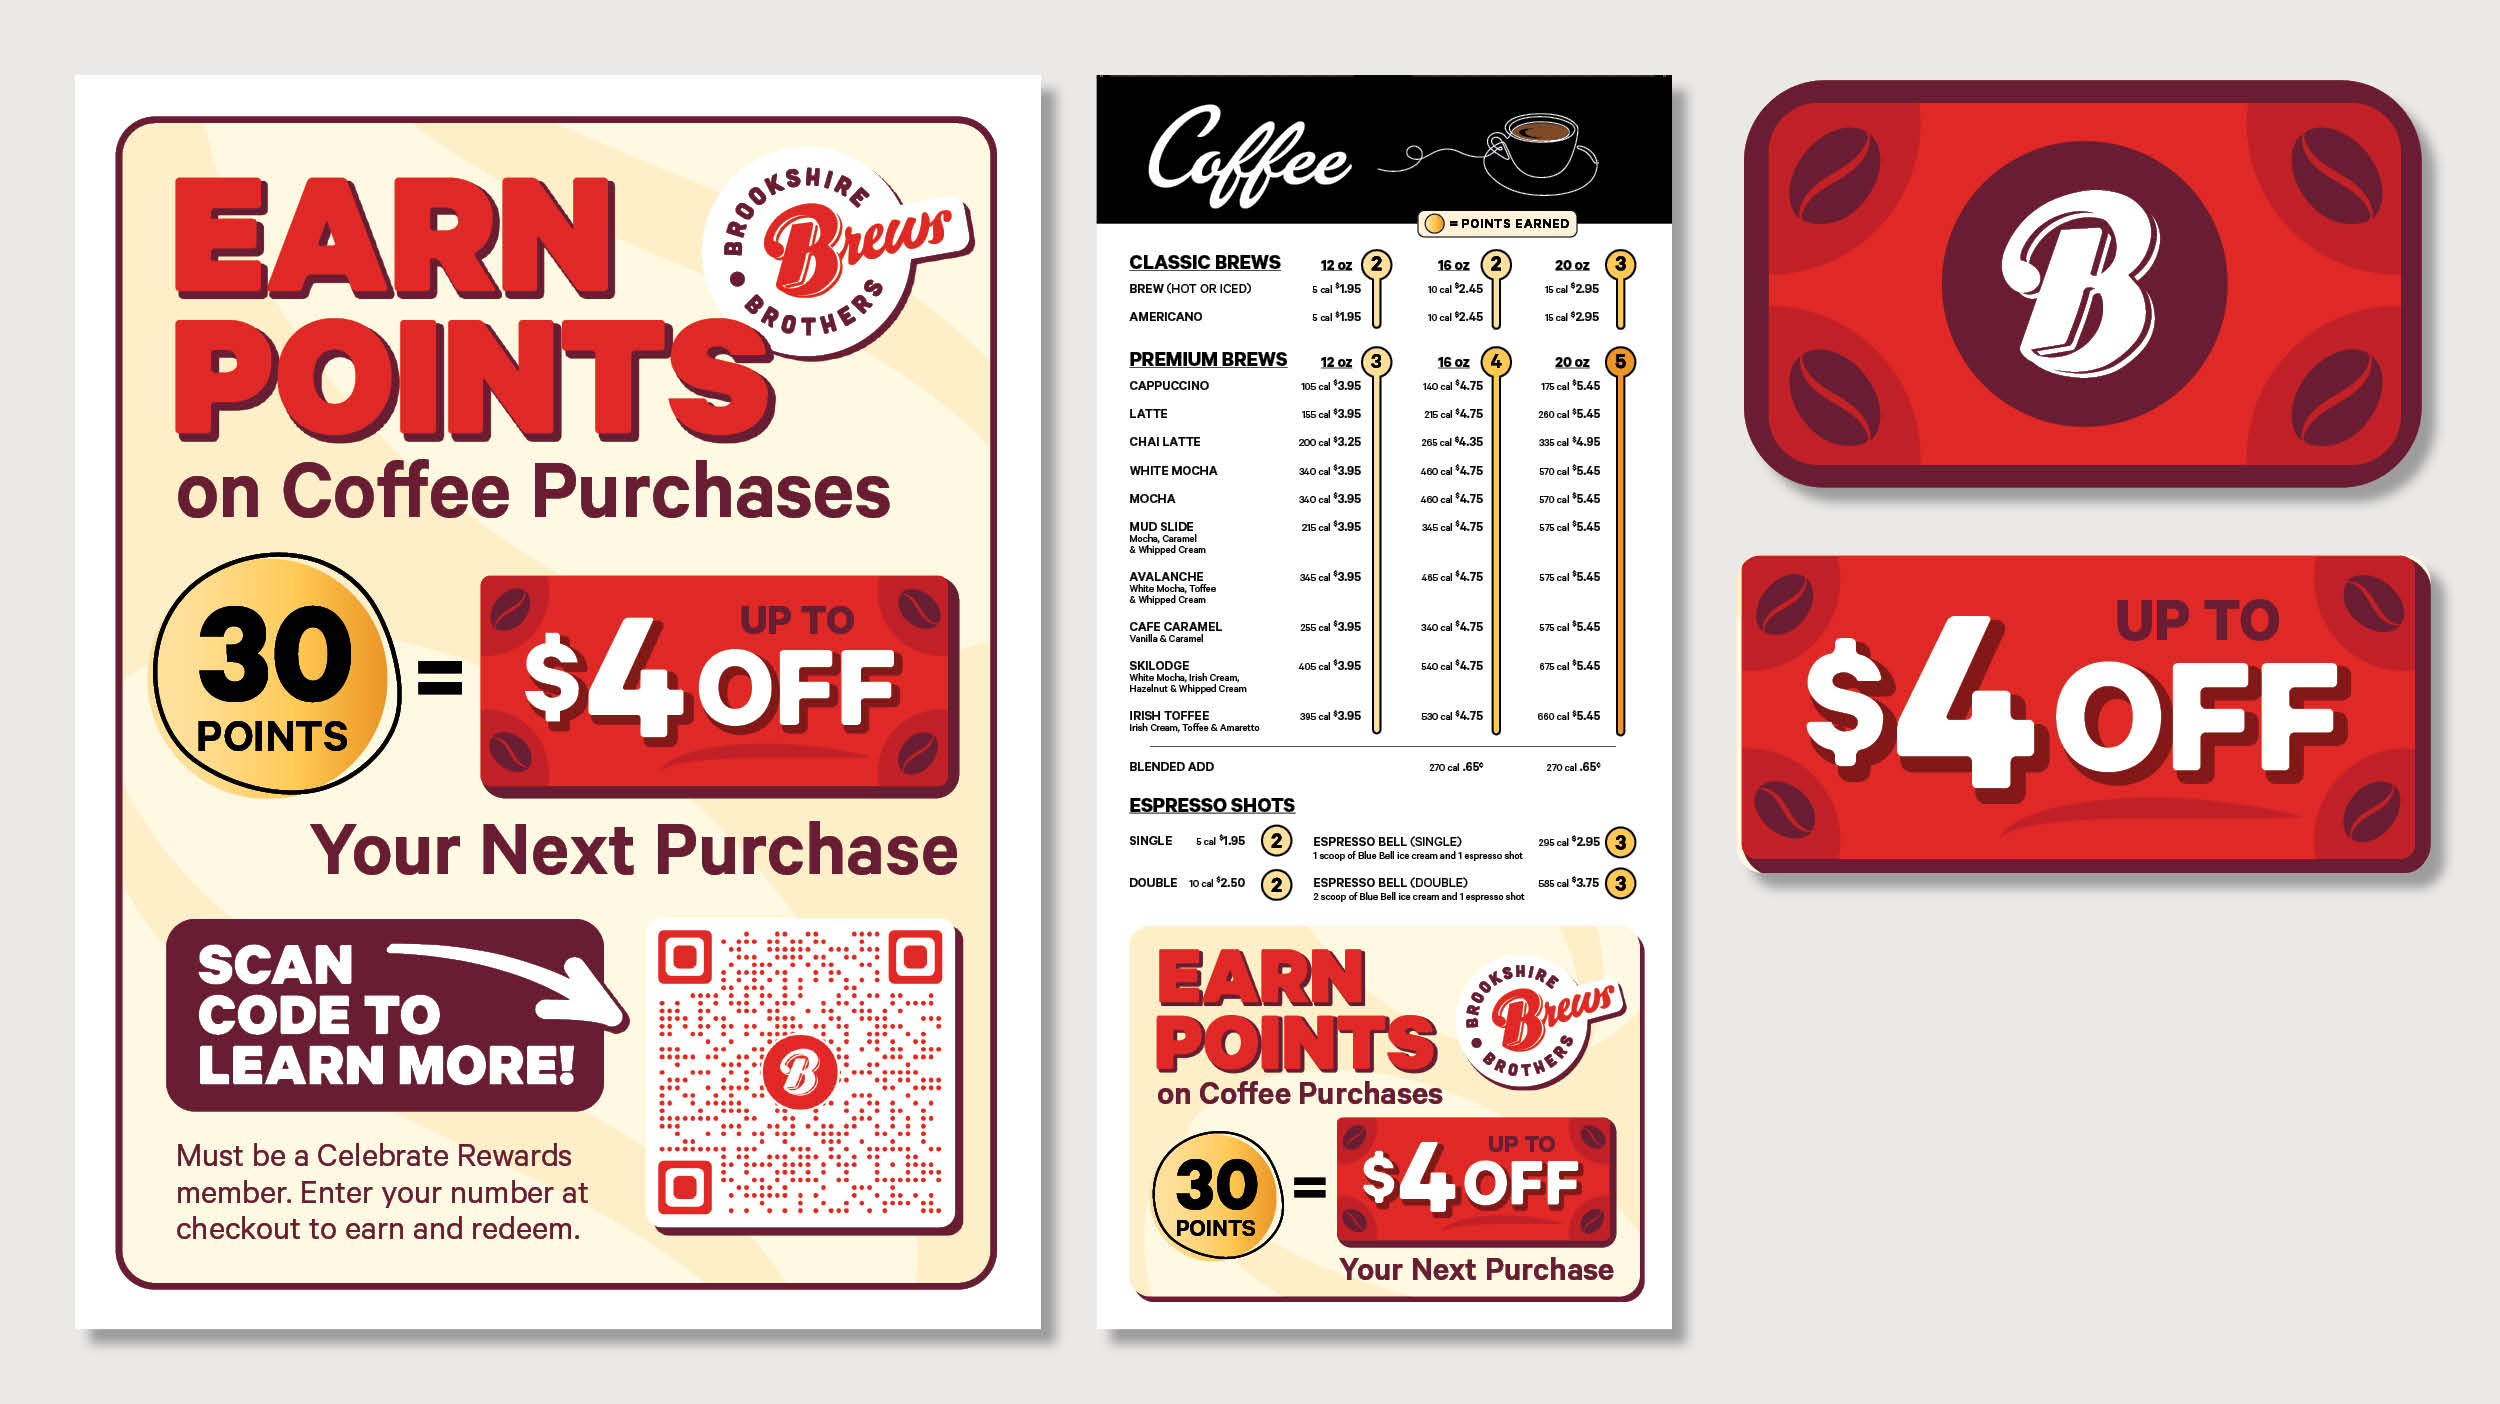 EARN
POINTS
on Coffee Purchases
BROOKSHIRE
Brews
BROTHERS
30
POINTS
=
UP TO
$4 OFF
Your Next Purchase
SCAN
CODE TO
LEARN MORE!
B
Must be a Celebrate Rewards
member. Enter your number at
checkout to earn and redeem.
Coffee
= POINTS EARNED
CLASSIC BREWS 12 oz 2 16 oz 2 20 oz 3
BREW (HOT OR ICED) 5 cal $1.95 10 cal $2.45 15 cal $2.95
AMERICANO 5 cal $1.95 10 cal $2.45 15 cal $2.95
PREMIUM BREWS 12 oz 3 16 oz 4 20 oz 5
CAPPUCCINO 105 cal $3.95 140 cal $4.75 175 cal $5.45
LATTE 155 cal $3.95 215 cal $4.75 260 cal $5.45
CHAI LATTE 200 cal $3.25 265 cal $4.35 335 cal $4.95
WHITE MOCHA 340 cal $3.95 460 cal $4.75 570 cal $5.45
MOCHA 340 cal $3.95 460 cal $4.75 570 cal $5.45
MUD SLIDE 215 cal $3.95 345 cal $4.75 575 cal $5.45
Mocha, Caramel
& Whipped Cream
AVALANCHE 345 cal $3.95 465 cal $4.75 575 cal $5.45
White Mocha, Toffee
& Whipped Cream
CAFE CARAMEL 255 cal $3.95 340 cal $4.75 575 cal $5.45
Vanilla & Caramel
SKILODGE 405 cal $3.95 540 cal $4.75 675 cal $5.45
White Mocha, Irish Cream,
Hazelnut & Whipped Cream
IRISH TOFFEE 395 cal $3.95 530 cal $4.75 660 cal $5.45
Irish Cream, Toffee & Amaretto
BLENDED ADD 270 cal .65¢ 270 cal .65¢
ESPRESSO SHOTS
SINGLE 5 cal $1.95 2 ESPRESSO BELL (SINGLE) 295 cal $2.95 3
1 scoop of Blue Bell ice cream and 1 espresso shot
DOUBLE 10 cal $2.50 2 ESPRESSO BELL (DOUBLE) 585 cal $3.75 3
2 scoop of Blue Bell ice cream and 1 espresso shot
EARN
POINTS
on Coffee Purchases
BROOKSHIRE
Brews
BROTHERS
30
POINTS
=
UP TO
$4 OFF
Your Next Purchase
B
UP TO
$4 OFF